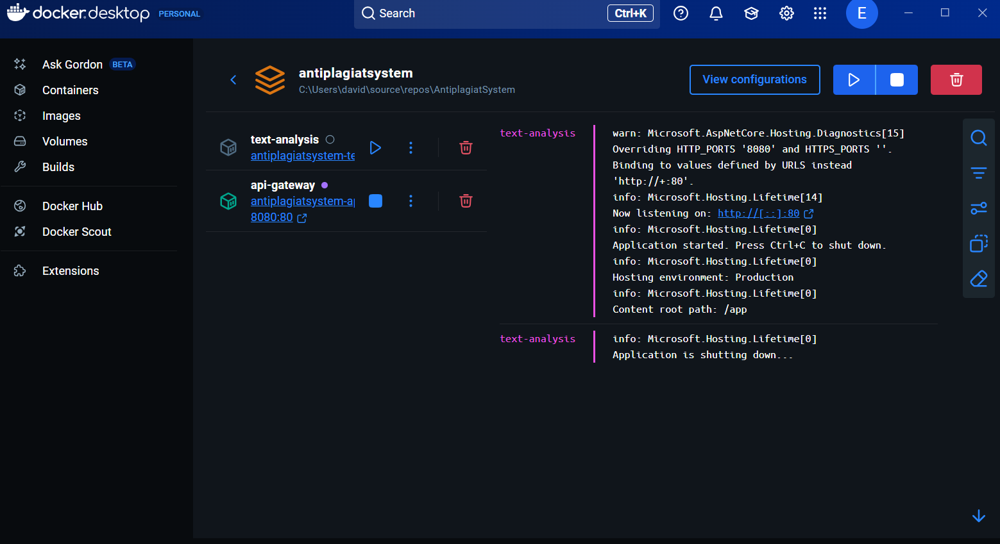 docker.desktop PERSONAL
Search
Ctrl+K
E
Ask Gordon BETA
Containers
Images
Volumes
Builds
Docker Hub
Docker Scout
Extensions
antiplagiatsystem
C:\Users\david\source\repos\AntiplagiatSystem
View configurations
text-analysis
antiplagiatsystem-te
api-gateway
antiplagiatsystem-ap
8080:80
text-analysis
warn: Microsoft.AspNetCore.Hosting.Diagnostics[15]
Overriding HTTP_PORTS '8080' and HTTPS_PORTS ''.
Binding to values defined by URLS instead
'http://+:80'.
info: Microsoft.Hosting.Lifetime[14]
Now listening on: http://[::]:80
info: Microsoft.Hosting.Lifetime[0]
Application started. Press Ctrl+C to shut down.
info: Microsoft.Hosting.Lifetime[0]
Hosting environment: Production
info: Microsoft.Hosting.Lifetime[0]
Content root path: /app
text-analysis
info: Microsoft.Hosting.Lifetime[0]
Application is shutting down...